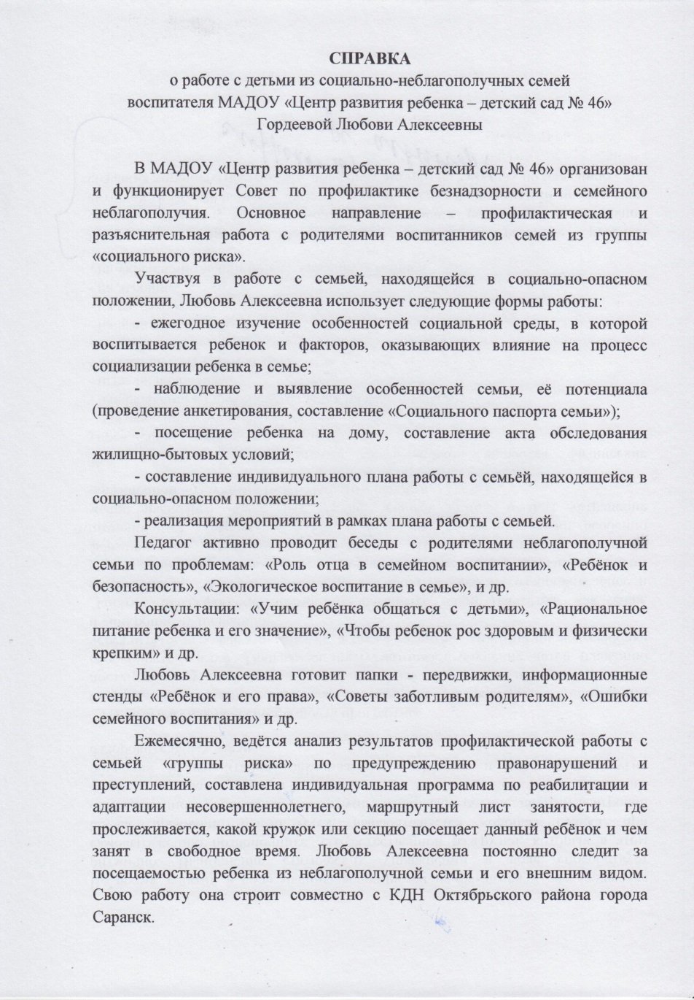 СПРАВКА
о работе с детьми из социально-неблагополучных семей
воспитателя МАДОУ «Центр развития ребенка – детский сад № 46»
Гордеевой Любови Алексеевны
В МАДОУ «Центр развития ребенка – детский сад № 46» организован
и функционирует Совет по профилактике безнадзорности и семейного
неблагополучия. Основное направление – профилактическая и
разъяснительная работа с родителями воспитанников семей из группы
«социального риска».
Участвуя в работе с семьей, находящейся в социально-опасном
положении, Любовь Алексеевна использует следующие формы работы:
- ежегодное изучение особенностей социальной среды, в которой
воспитывается ребенок и факторов, оказывающих влияние на процесс
социализации ребенка в семье;
- наблюдение и выявление особенностей семьи, её потенциала
(проведение анкетирования, составление «Социального паспорта семьи»);
- посещение ребенка на дому, составление акта обследования
жилищно-бытовых условий;
- составление индивидуального плана работы с семьёй, находящейся в
социально-опасном положении;
- реализация мероприятий в рамках плана работы с семьей.
Педагог активно проводит беседы с родителями неблагополучной
семьи по проблемам: «Роль отца в семейном воспитании», «Ребёнок и
безопасность», «Экологическое воспитание в семье», и др.
Консультации: «Учим ребёнка общаться с детьми», «Рациональное
питание ребенка и его значение», «Чтобы ребенок рос здоровым и физически
крепким» и др.
Любовь Алексеевна готовит папки - передвижки, информационные
стенды «Ребёнок и его права», «Советы заботливым родителям», «Ошибки
семейного воспитания» и др.
Ежемесячно, ведётся анализ результатов профилактической работы с
семьей «группы риска» по предупреждению правонарушений и
преступлений, составлена индивидуальная программа по реабилитации и
адаптации несовершеннолетнего, маршрутный лист занятости, где
прослеживается, какой кружок или секцию посещает данный ребёнок и чем
занят в свободное время. Любовь Алексеевна постоянно следит за
посещаемостью ребенка из неблагополучной семьи и его внешним видом.
Свою работу она строит совместно с КДН Октябрьского района города
Саранск.